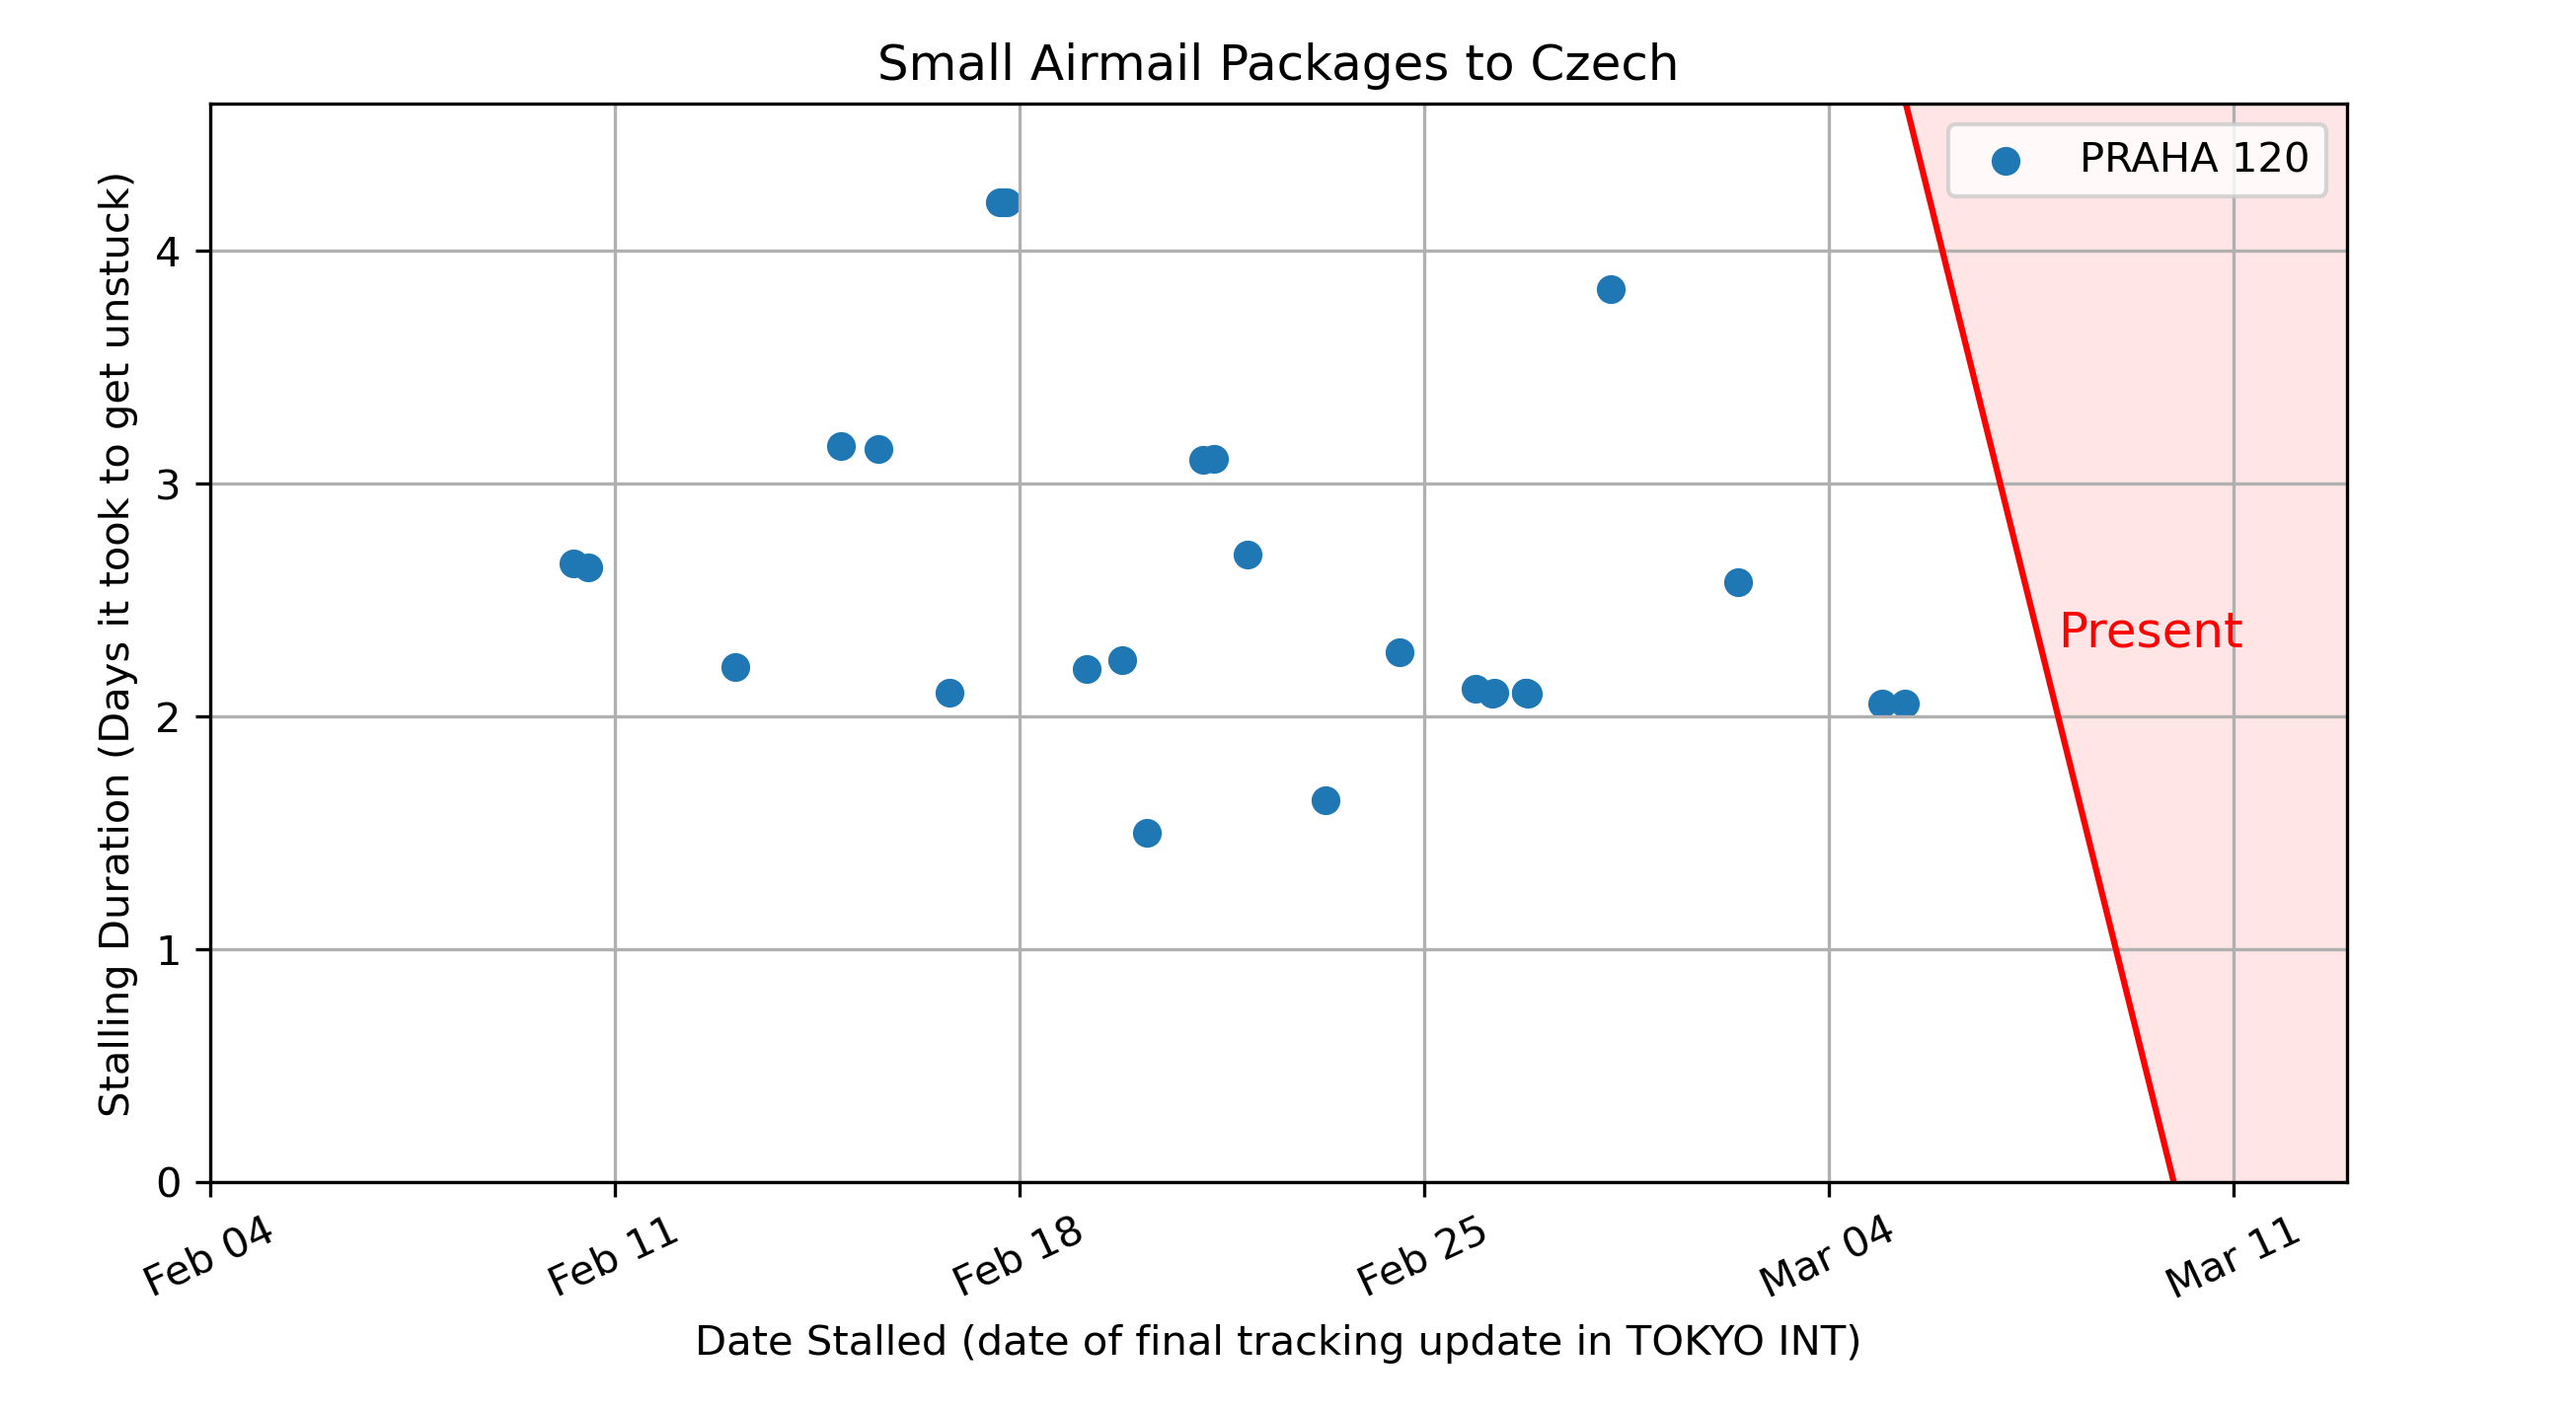 Small Airmail Packages to Czech
Stalling Duration (Days it took to get unstuck)
4
3
2
1
0
PRAHA 120
Present
Feb 04
Feb 11
Feb 18
Feb 25
Mar 04
Mar 11
Date Stalled (date of final tracking update in TOKYO INT)